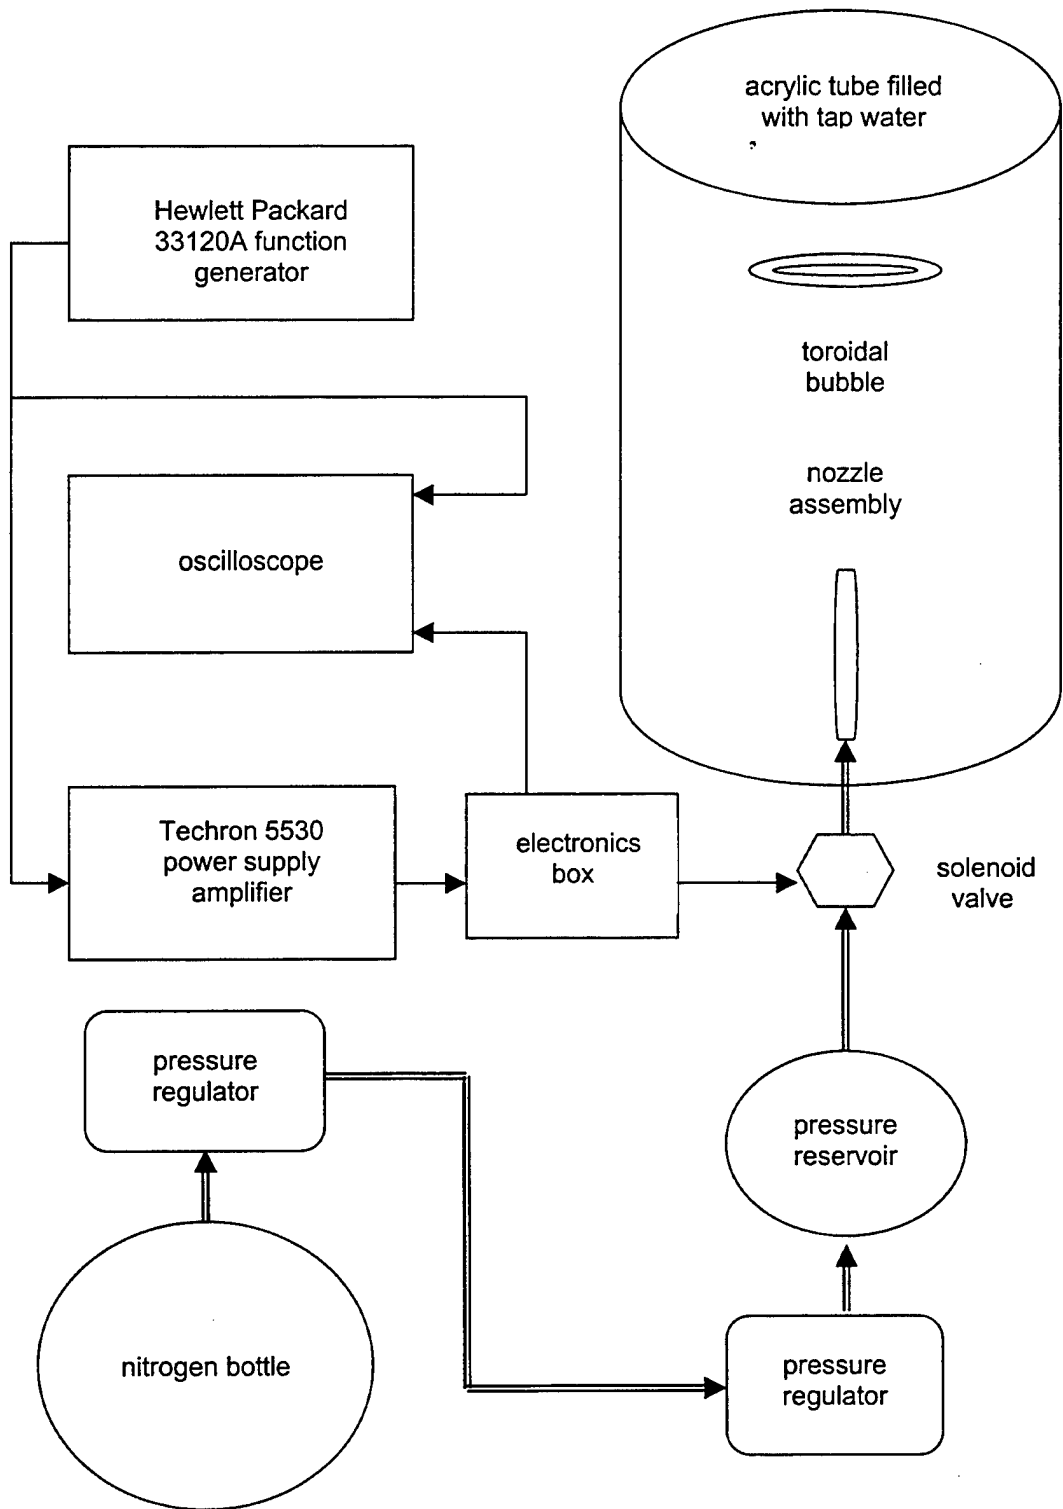 acrylic tube filled
with tap water
Hewlett Packard
33120A function
generator
toroidal
bubble
nozzle
assembly
oscilloscope
Techron 5530
power supply
amplifier
electronics
box
solenoid
valve
pressure
regulator
pressure
reservoir
nitrogen bottle
pressure
regulator